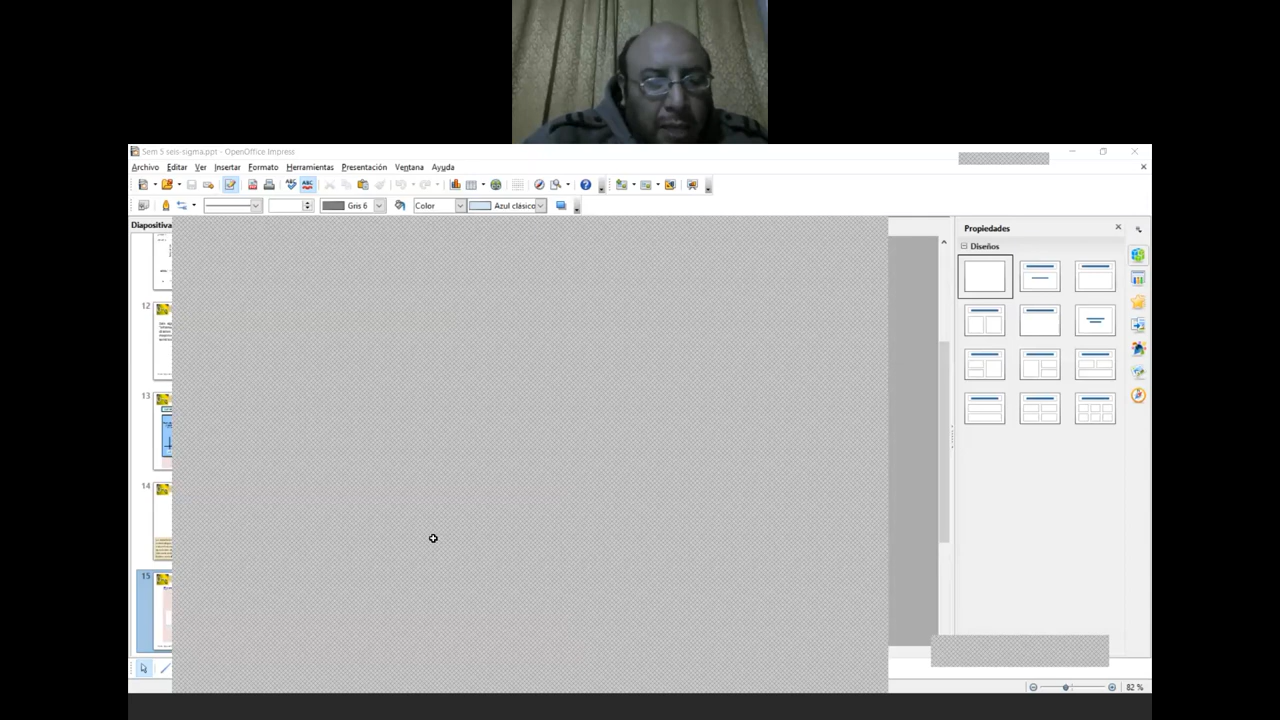 Sem 5 seis-sigma.ppt - OpenOffice Impress
Archivo Editar Ver Insertar Formato Herramientas Presentación Ventana Ayuda
Gris 6 Color Azul clásico
Diapositiva
Propiedades
Diseños
12
13
14
15
82 %